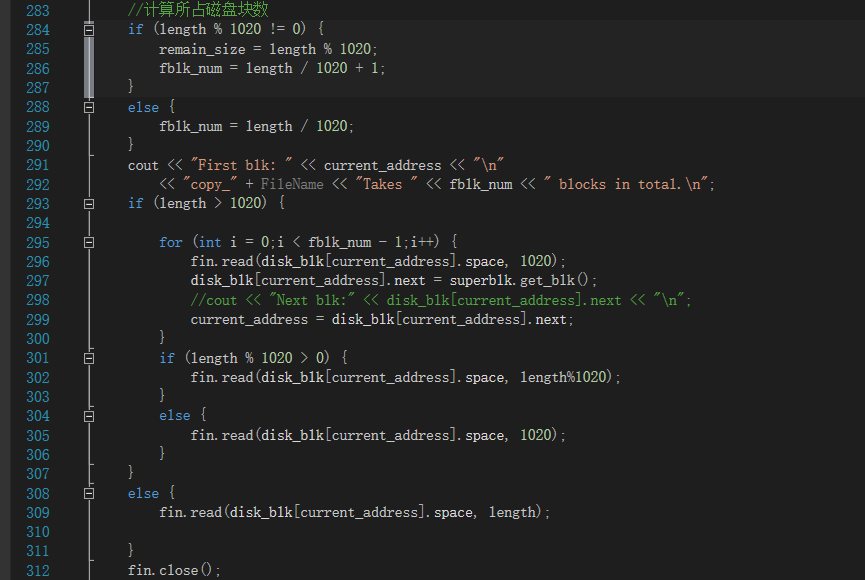 283 //计算所占磁盘块数
284 if (length % 1020 != 0) {
285 remain_size = length % 1020;
286 fblk_num = length / 1020 + 1;
287 }
288 else {
289 fblk_num = length / 1020;
290 }
291 cout << "First blk: " << current_address << "\n"
292 << "copy_" + FileName << "Takes " << fblk_num << " blocks in total.\n";
293 if (length > 1020) {
294
295 for (int i = 0;i < fblk_num - 1;i++) {
296 fin.read(disk_blk[current_address].space, 1020);
297 disk_blk[current_address].next = superblk.get_blk();
298 //cout << "Next blk:" << disk_blk[current_address].next << "\n";
299 current_address = disk_blk[current_address].next;
300 }
301 if (length % 1020 > 0) {
302 fin.read(disk_blk[current_address].space, length%1020);
303 }
304 else {
305 fin.read(disk_blk[current_address].space, 1020);
306 }
307 }
308 else {
309 fin.read(disk_blk[current_address].space, length);
310
311 }
312 fin.close();